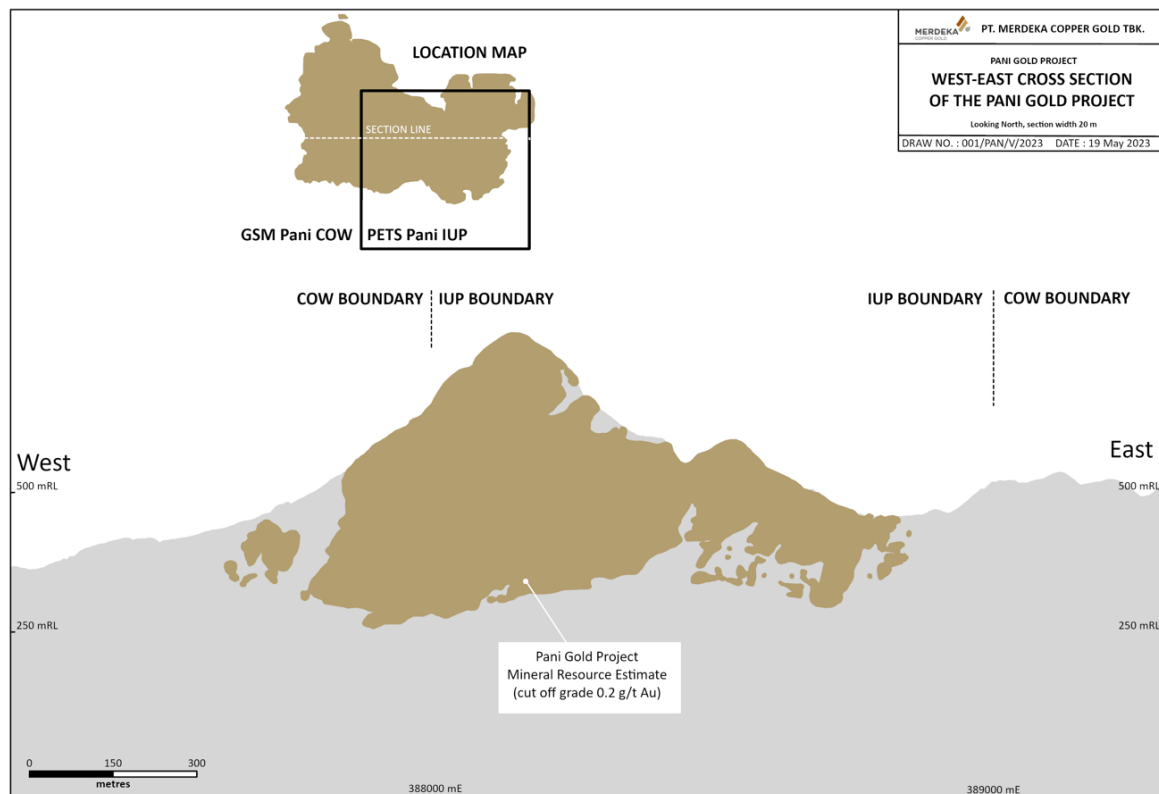 MERDEKA
COPPER GOLD
PT. MERDEKA COPPER GOLD TBK.
PANI GOLD PROJECT
WEST-EAST CROSS SECTION
OF THE PANI GOLD PROJECT
Looking North, section width 20 m
DRAW NO. : 001/PAN/V/2023 DATE : 19 May 2023
LOCATION MAP
SECTION LINE
GSM Pani COW
PETS Pani IUP
COW BOUNDARY
IUP BOUNDARY
IUP BOUNDARY
COW BOUNDARY
West
East
500 mRL
500 mRL
250 mRL
250 mRL
Pani Gold Project
Mineral Resource Estimate
(cut off grade 0.2 g/t Au)
0 150 300
metres
388000 mE
389000 mE